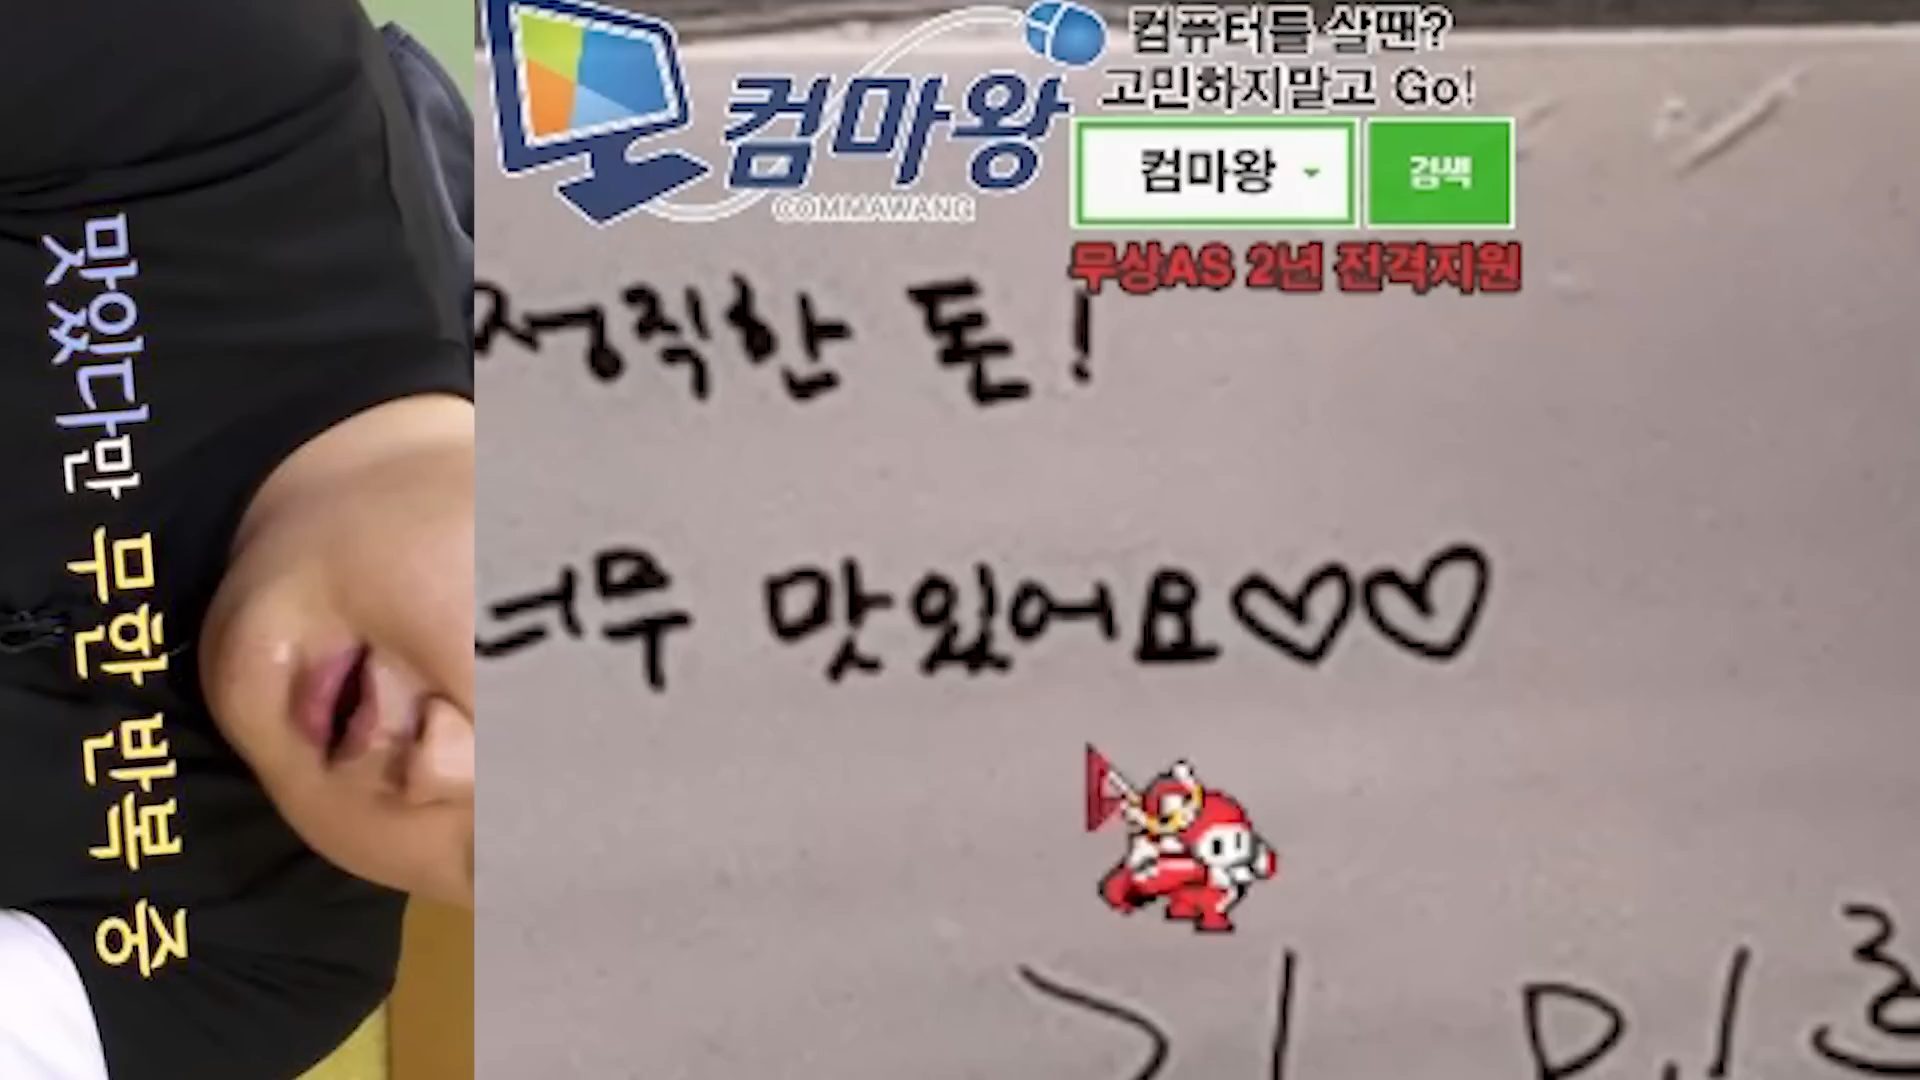 맛있다만 무한 반복 중
컴마왕
COMMAWANG
컴퓨터들 살땐?
고민하지말고 Go!
컴마왕
검색
무상AS 2년 전격지원
정직한 돈!
너무 맛있어요♡♡